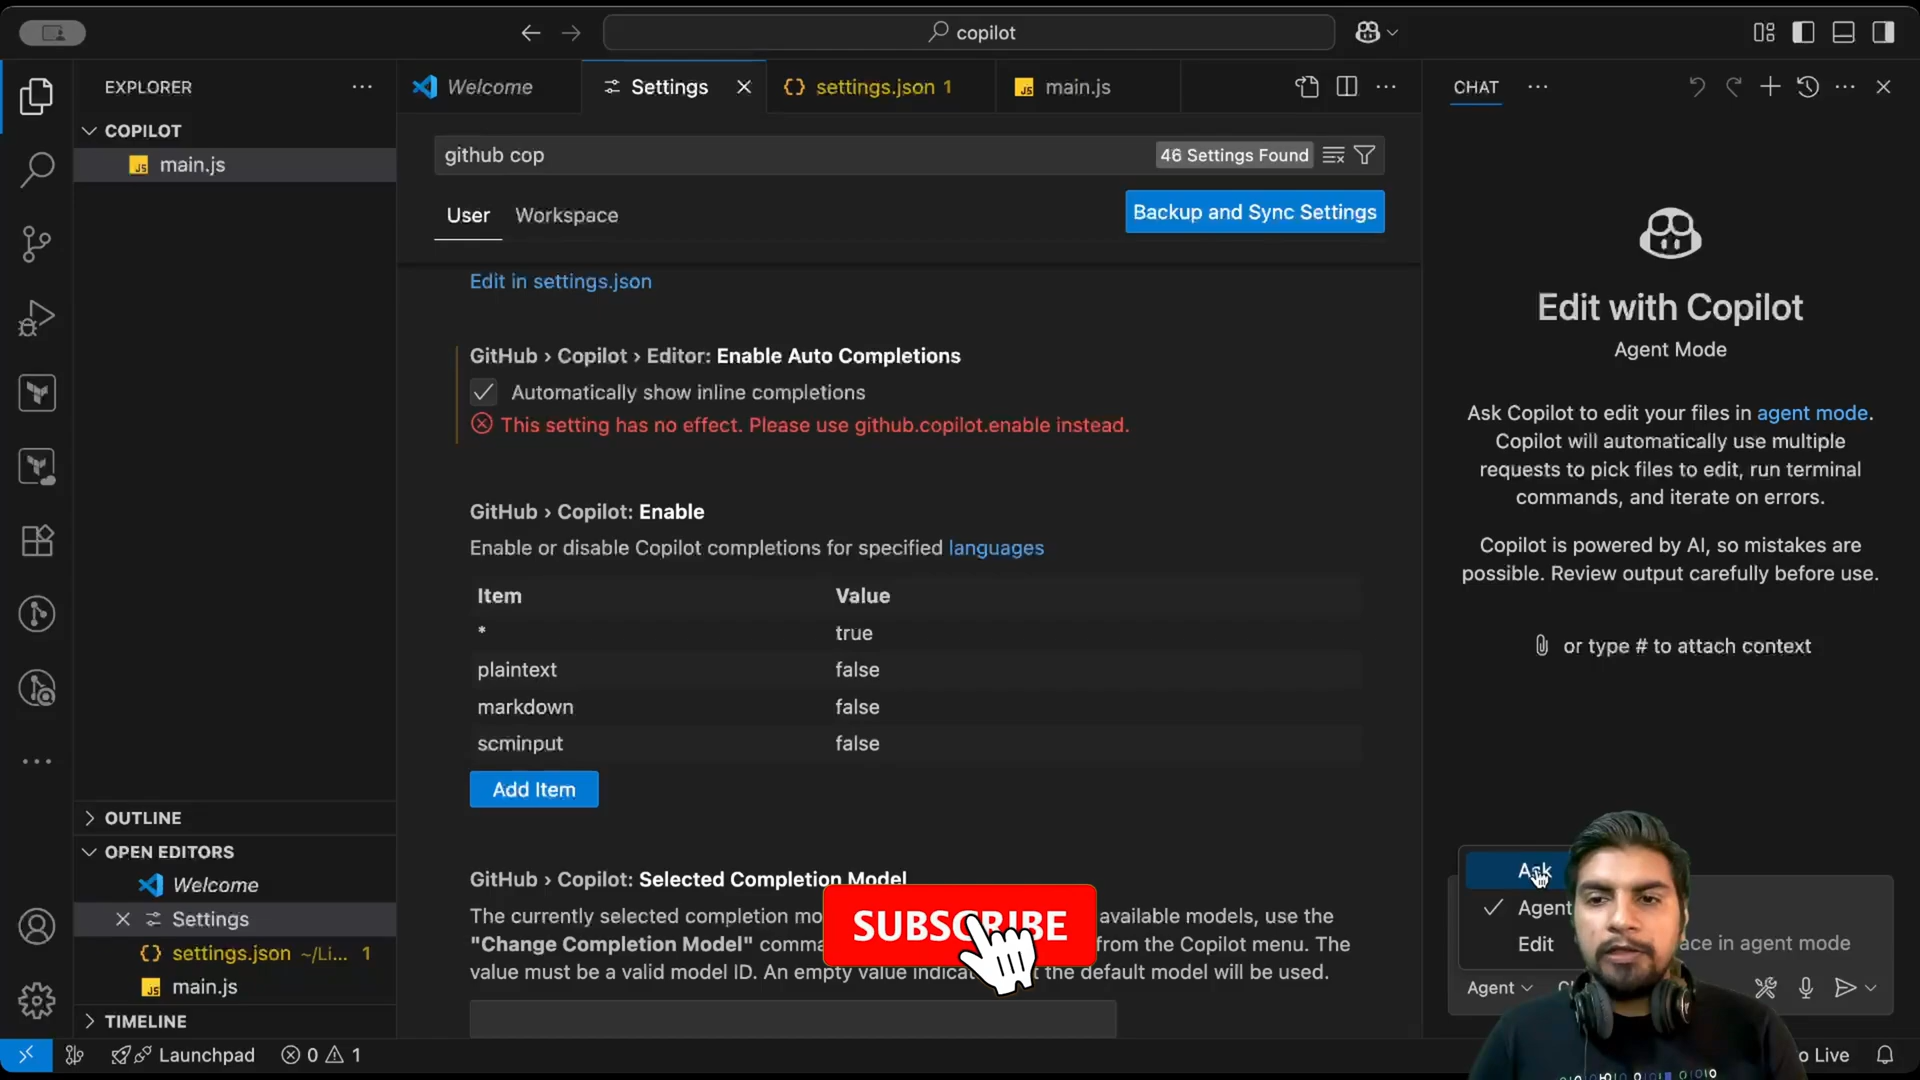 copilot
EXPLORER
COPILOT
main.js
OUTLINE
OPEN EDITORS
Welcome
Settings
settings.json ~/Li... 1
main.js
TIMELINE
Welcome
Settings
settings.json 1
main.js
github cop
46 Settings Found
User
Workspace
Backup and Sync Settings
Edit in settings.json
GitHub › Copilot › Editor: Enable Auto Completions
Automatically show inline completions
This setting has no effect. Please use github.copilot.enable instead.
GitHub › Copilot: Enable
Enable or disable Copilot completions for specified languages
Item Value
* true
plaintext false
markdown false
scminput false
Add Item
GitHub › Copilot: Selected Completion Model
The currently selected completion mo available models, use the
"Change Completion Model" comma from the Copilot menu. The
value must be a valid model ID. An empty value indicat t the default model will be used.
SUBSCRIBE
CHAT
Edit with Copilot
Agent Mode
Ask Copilot to edit your files in agent mode.
Copilot will automatically use multiple
requests to pick files to edit, run terminal
commands, and iterate on errors.
Copilot is powered by AI, so mistakes are
possible. Review output carefully before use.
or type # to attach context
Ask
Agent
Edit
ace in agent mode
Agent
Launchpad
0 1
o Live